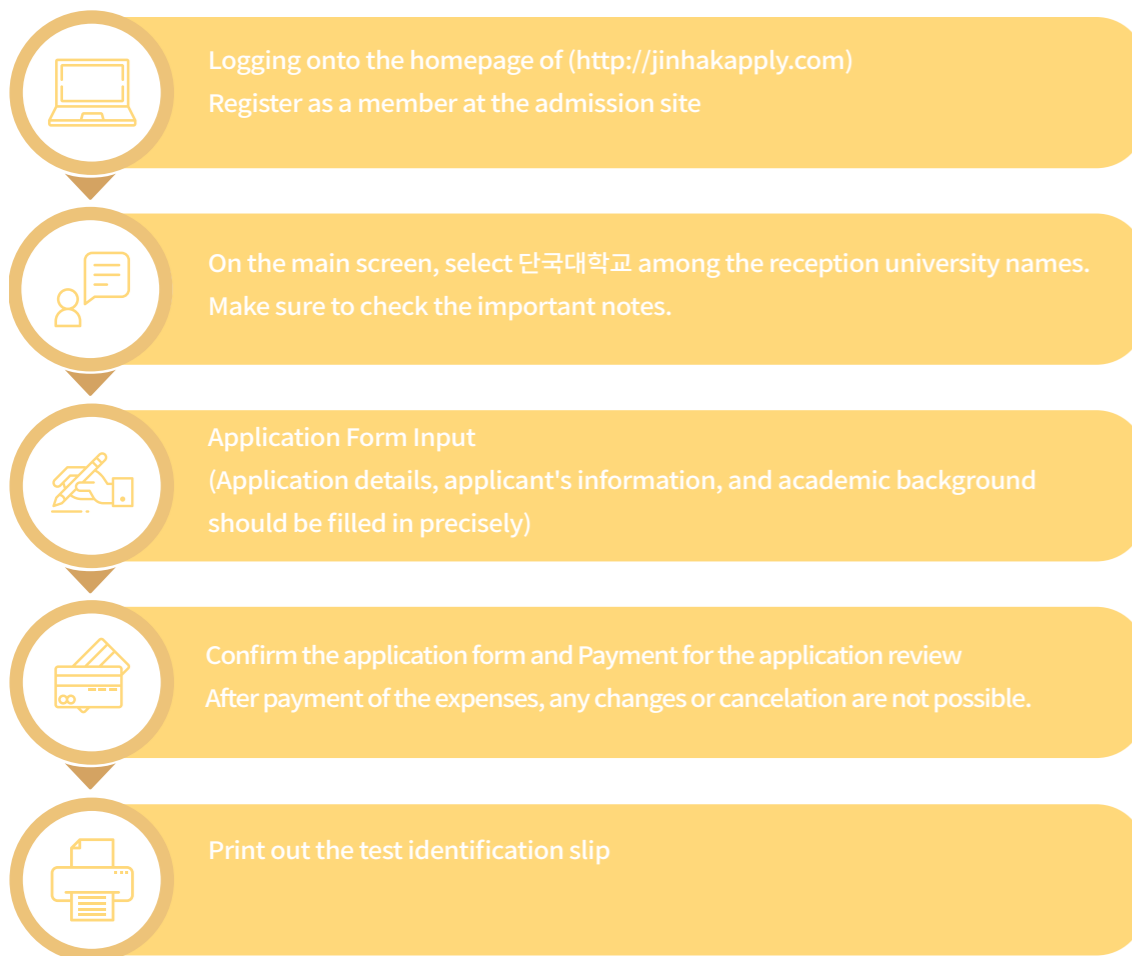 Logging onto the homepage of (http://jinhakapply.com)
Register as a member at the admission site
On the main screen, select 단국대학교 among the reception university names.
Make sure to check the important notes.
Application Form Input
(Application details, applicant's information, and academic background
should be filled in precisely)
Confirm the application form and Payment for the application review
After payment of the expenses, any changes or cancelation are not possible.
Print out the test identification slip